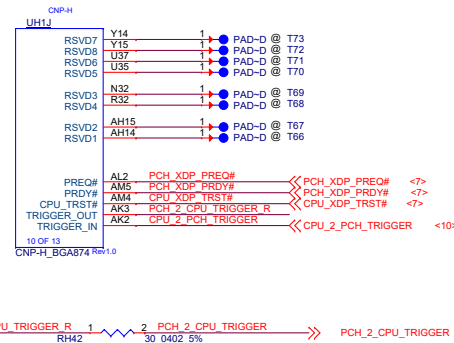 CNP-H
UH1J
RSVD7 Y14 1 PAD~D @ T73
RSVD8 Y15 1 PAD~D @ T72
RSVD6 U37 1 PAD~D @ T71
RSVD5 U35 1 PAD~D @ T70
RSVD3 N32 1 PAD~D @ T69
RSVD4 R32 1 PAD~D @ T68
RSVD2 AH15 1 PAD~D @ T67
RSVD1 AH14 1 PAD~D @ T66
PREQ# AL2 PCH_XDP_PREQ# PCH_XDP_PREQ# <7>
PRDY# AM5 PCH_XDP_PRDY# PCH_XDP_PRDY# <7>
CPU_TRST# AM4 CPU_XDP_TRST# CPU_XDP_TRST# <7>
TRIGGER_OUT AK3 PCH_2_CPU_TRIGGER_R
TRIGGER_IN AK2 CPU_2_PCH_TRIGGER CPU_2_PCH_TRIGGER <10>
10 OF 13
CNP-H_BGA874 Rev1.0
PU_TRIGGER_R 1 2 PCH_2_CPU_TRIGGER PCH_2_CPU_TRIGGER
RH42 30_0402_5%